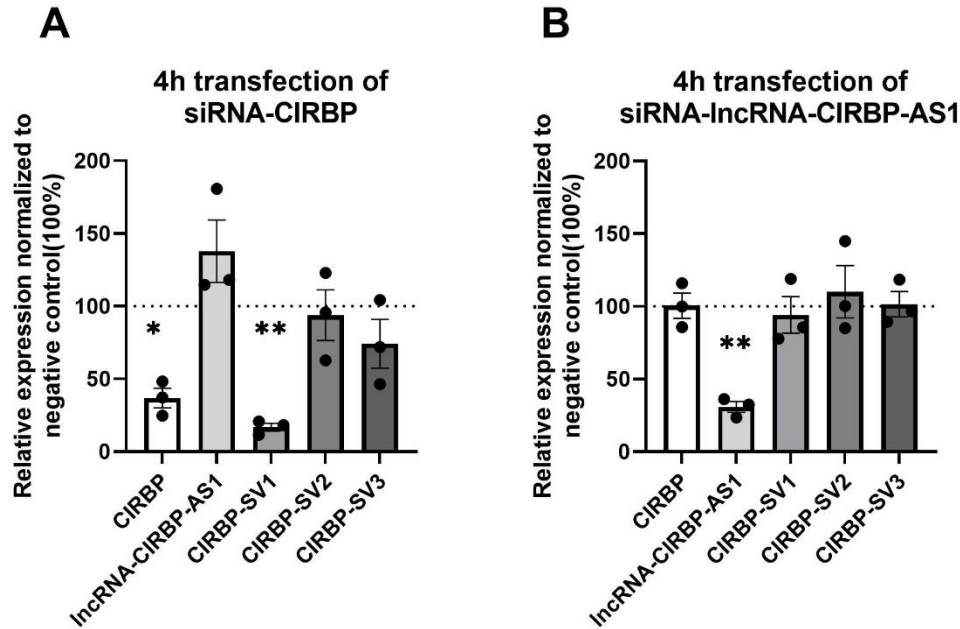 A
4h transfection of
siRNA-CIRBP
Relative expression normalized to
negative control(100%)
200
150
100
50
0
*
**
CIRBP
lncRNA-CIRBP-AS1
CIRBP-SV1
CIRBP-SV2
CIRBP-SV3
B
4h transfection of
siRNA-lncRNA-CIRBP-AS1
Relative expression normalized to
negative control(100%)
200
150
100
50
0
**
CIRBP
lncRNA-CIRBP-AS1
CIRBP-SV1
CIRBP-SV2
CIRBP-SV3